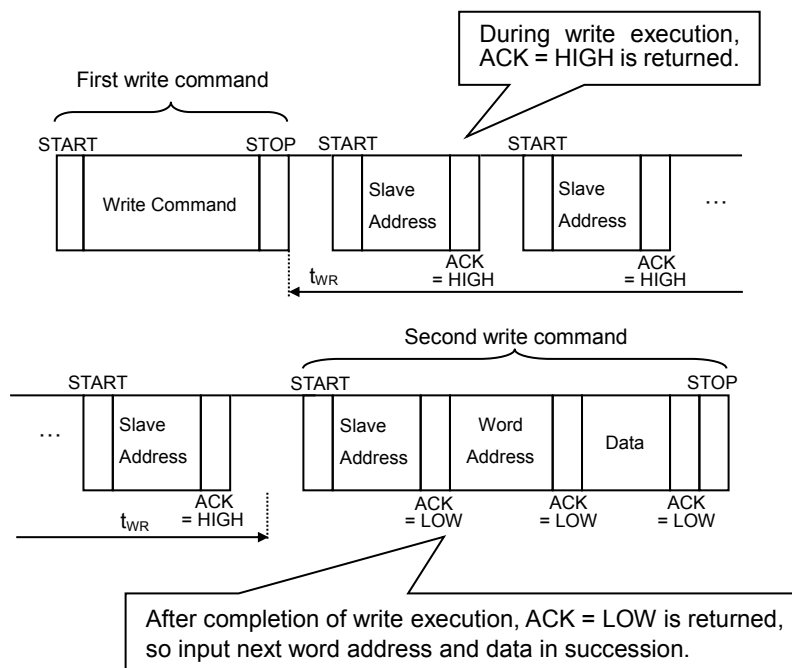 During write execution,
ACK = HIGH is returned.
First write command
START STOP START START
Write Command
Slave
Address
Slave
Address
…
ACK
= HIGH
ACK
= HIGH
tWR
Second write command
START START STOP
…
Slave
Address
Slave
Address
Word
Address
Data
ACK
= HIGH
ACK
= LOW
ACK
= LOW
ACK
= LOW
tWR
After completion of write execution, ACK = LOW is returned,
so input next word address and data in succession.